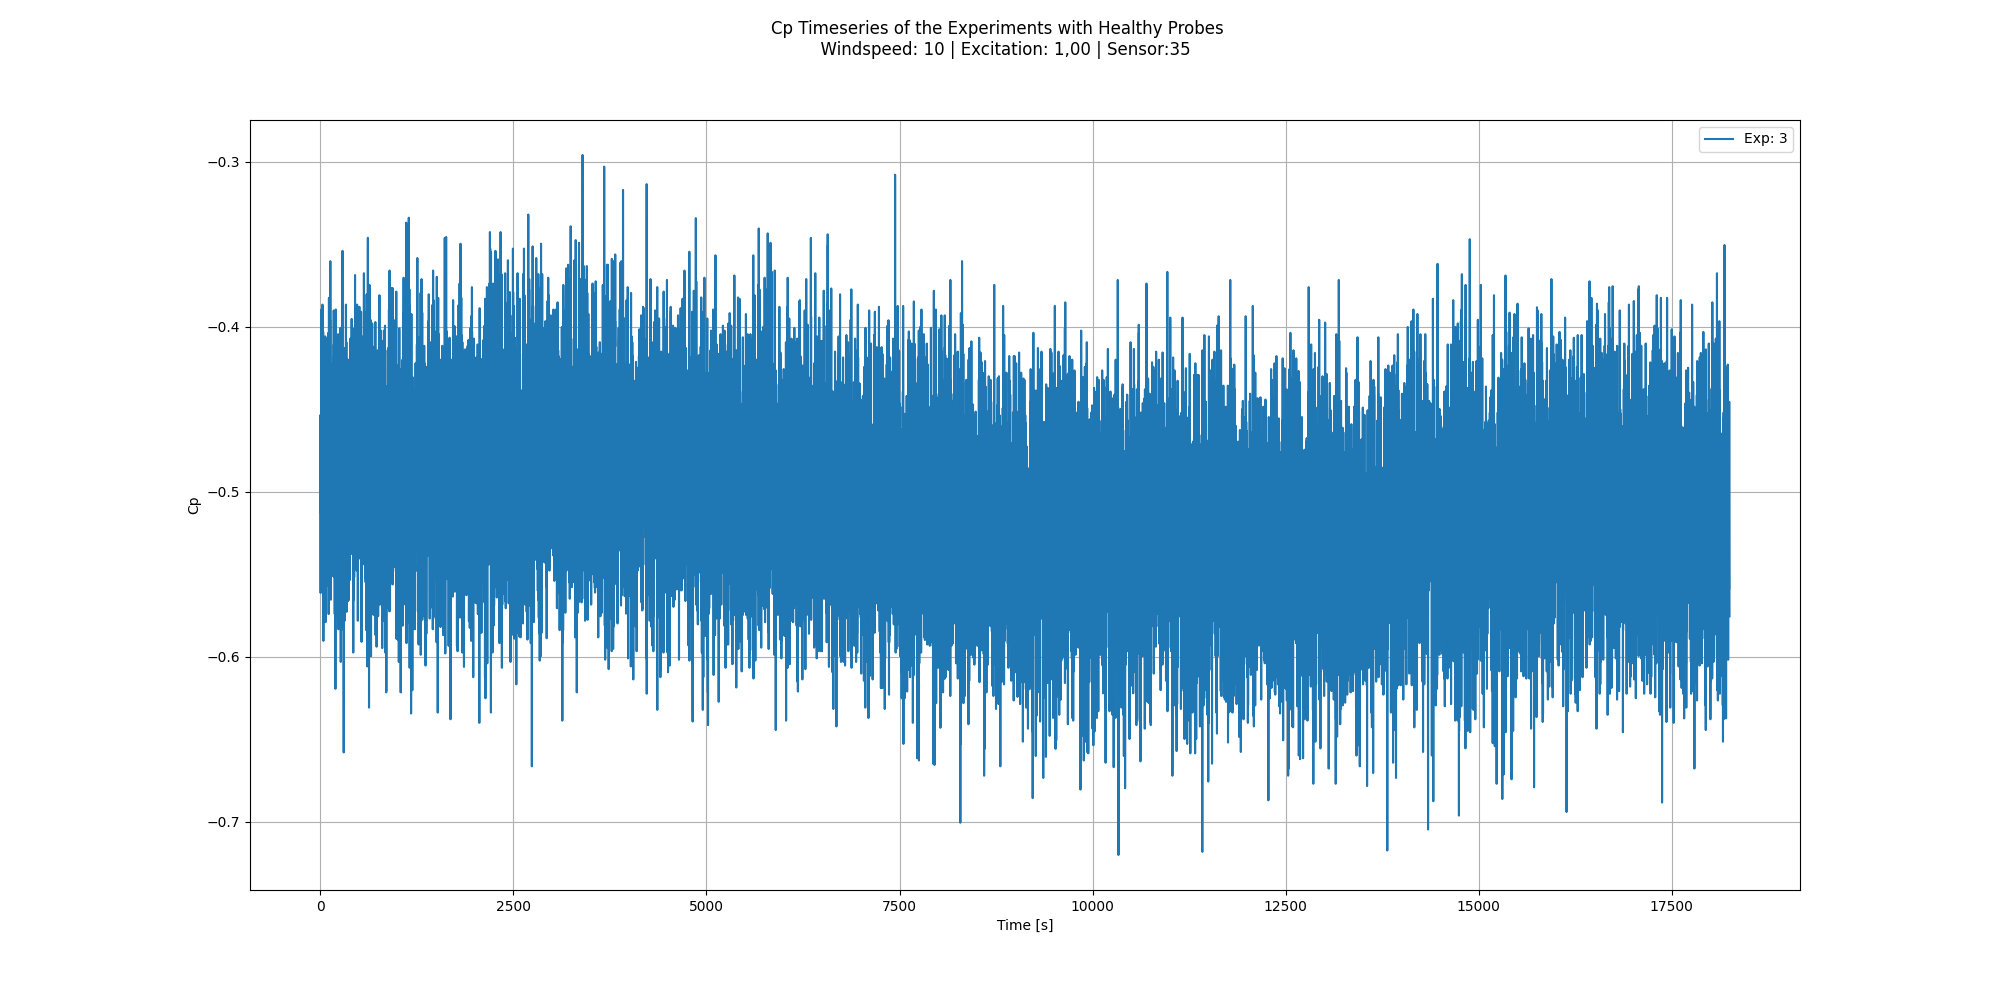 Cp Timeseries of the Experiments with Healthy Probes
Windspeed: 10 | Excitation: 1,00 | Sensor:35
Exp: 3
−0.3
−0.4
−0.5
−0.6
−0.7
Cp
0
2500
5000
7500
10000
12500
15000
17500
Time [s]